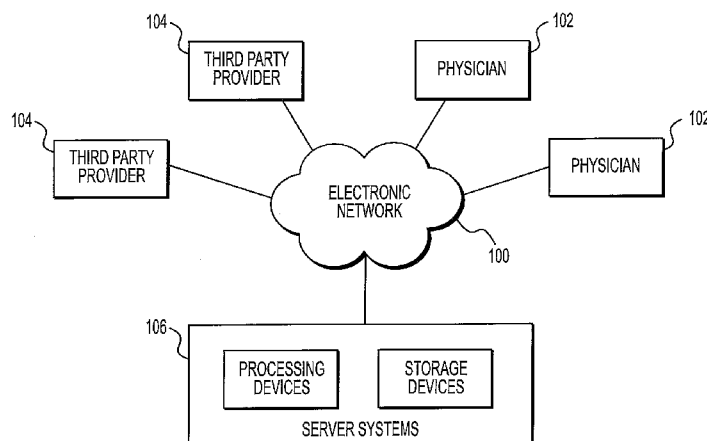 104
THIRD PARTY
PROVIDER
102
PHYSICIAN
104
THIRD PARTY
PROVIDER
102
PHYSICIAN
ELECTRONIC
NETWORK
100
106
PROCESSING
DEVICES
STORAGE
DEVICES
SERVER SYSTEMS